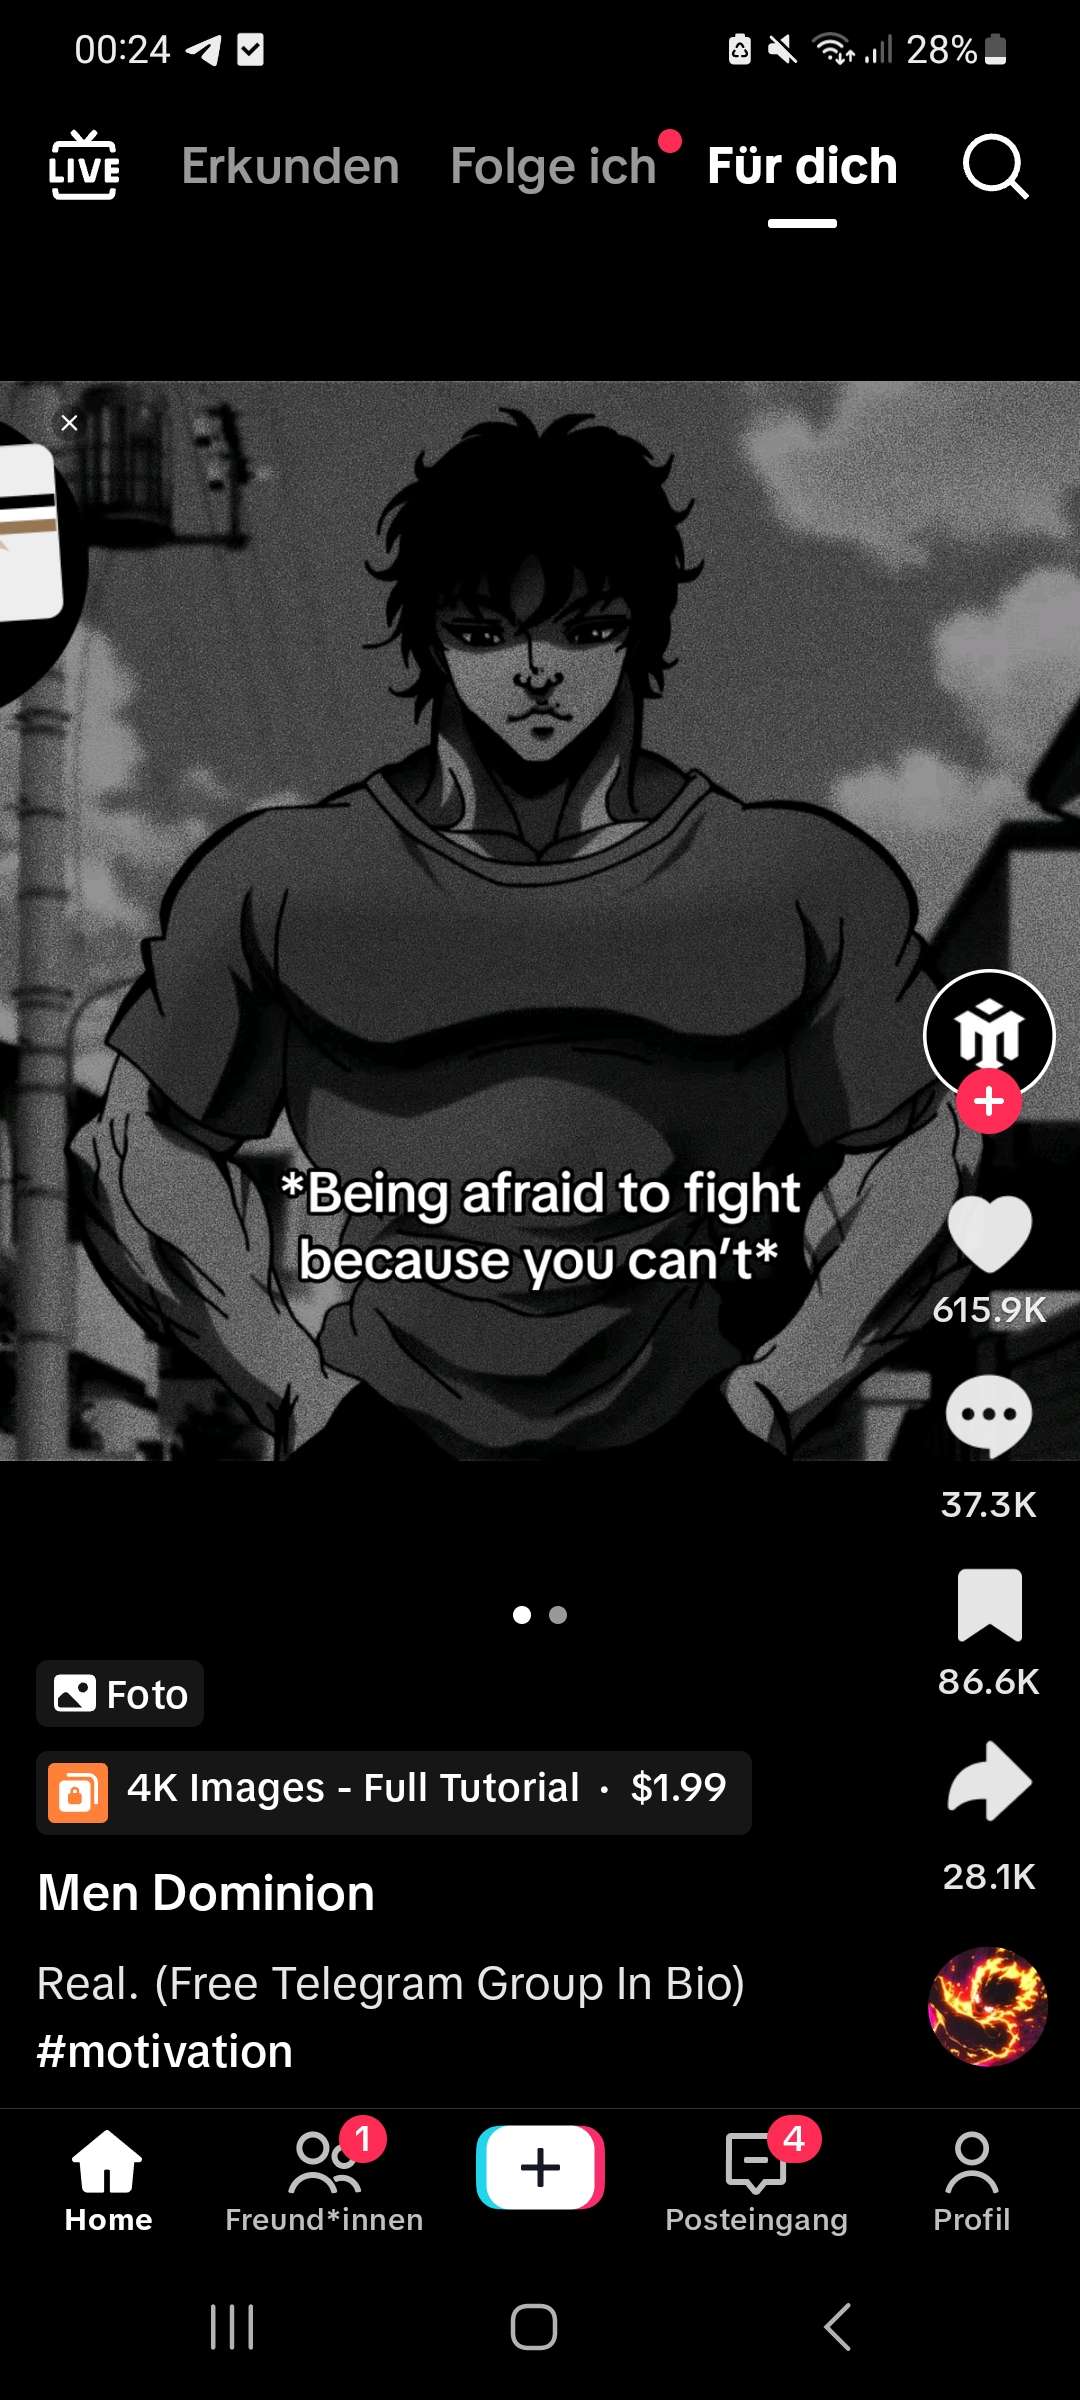 00:24
28%
LIVE
Erkunden
Folge ich
Für dich
*Being afraid to fight
because you can't*
615.9K
37.3K
86.6K
28.1K
Foto
4K Images - Full Tutorial · $1.99
Men Dominion
Real. (Free Telegram Group In Bio)
#motivation
Home
1
Freund*innen
4
Posteingang
Profil